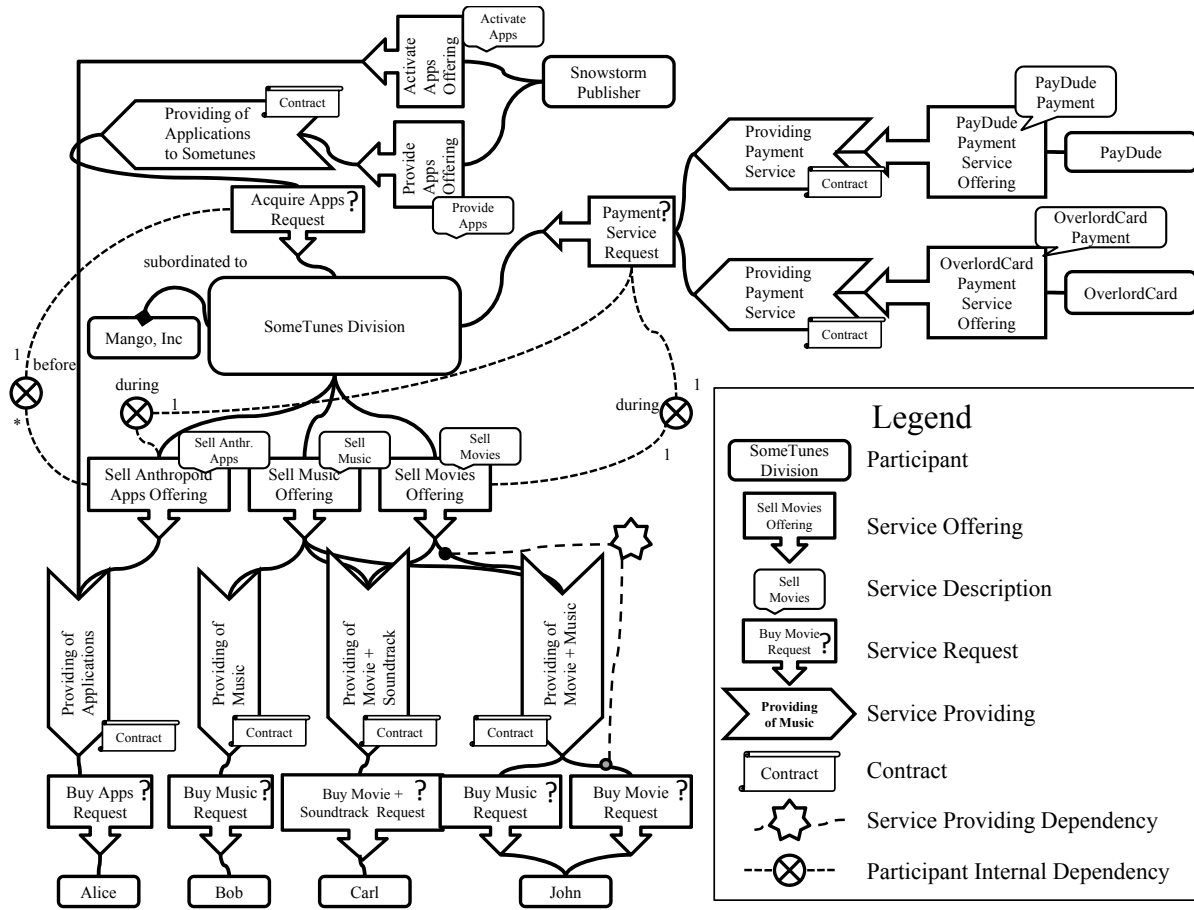 Activate
Apps
Activate
Apps
Offering
Snowstorm
Publisher
Contract
Providing of
Applications
to Sometunes
Provide
Apps
Offering
Provide
Apps
PayDude
Payment
Providing
Payment
Service
Contract
PayDude
Payment
Service
Offering
PayDude
Acquire Apps
Request
?
Payment
Service
Request
?
OverlordCard
Payment
Providing
Payment
Service
Contract
OverlordCard
Payment
Service
Offering
OverlordCard
subordinated to
SomeTunes Division
Mango, Inc
1
before
*
during
1
1
during
1
Sell Anthr.
Apps
Sell
Music
Sell
Movies
Sell Anthropoid
Apps Offering
Sell Music
Offering
Sell Movies
Offering
Providing of
Applications
Contract
Providing of
Music
Contract
Providing of
Movie +
Soundtrack
Contract
Providing of
Movie + Music
Contract
Buy Apps
Request
?
Buy Music
Request
?
Buy Movie +
Soundtrack Request
?
Buy Music
Request
?
Buy Movie
Request
?
Alice
Bob
Carl
John
Legend
SomeTunes
Division
Participant
Sell Movies
Offering
Service Offering
Sell
Movies
Service Description
Buy Movie
Request
?
Service Request
Providing
of Music
Service Providing
Contract
Contract
Service Providing Dependency
Participant Internal Dependency